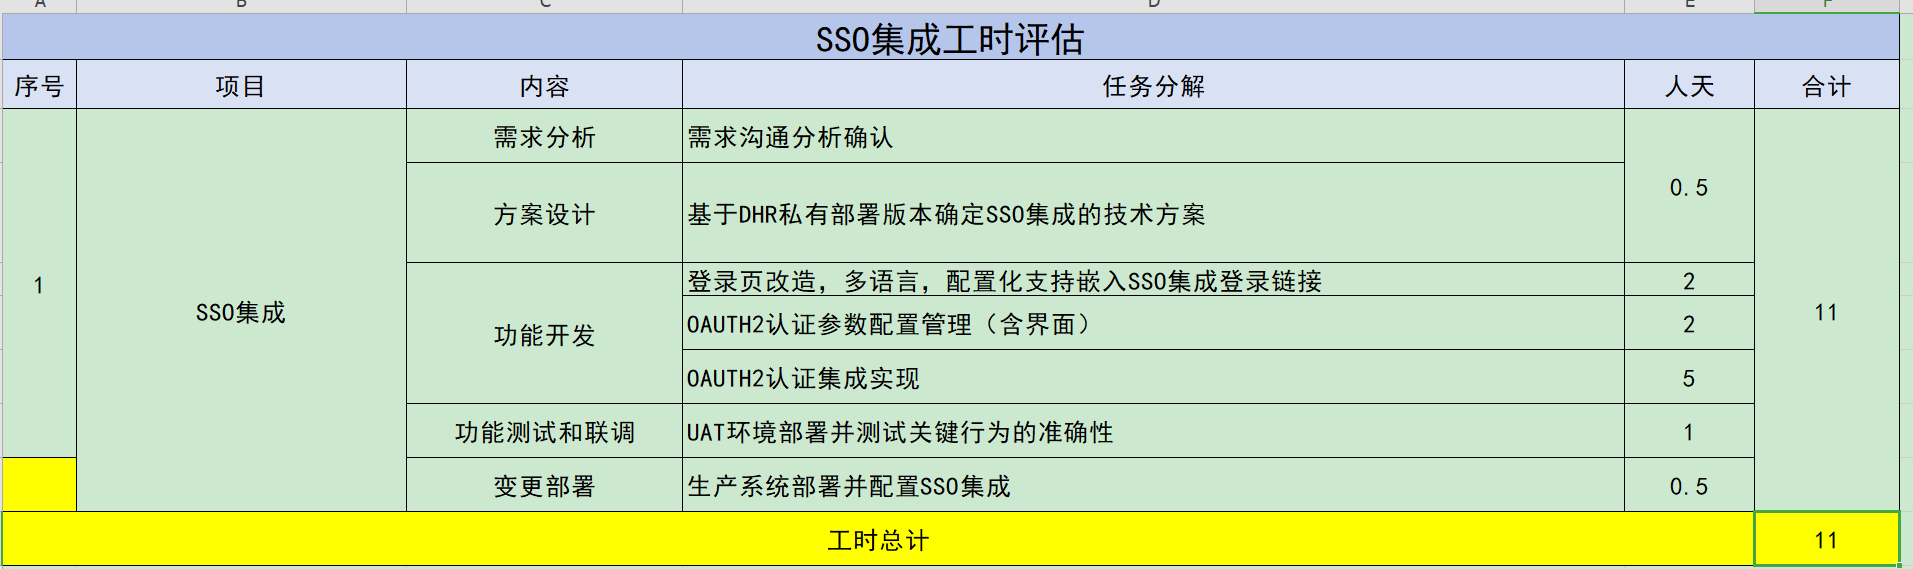 A B C D E F
SSO集成工时评估
序号 项目 内容 任务分解 人天 合计
需求分析 需求沟通分析确认
0.5
方案设计 基于DHR私有部署版本确定SSO集成的技术方案
登录页改造，多语言，配置化支持嵌入SSO集成登录链接 2
1 SSO集成 11
功能开发 OAUTH2认证参数配置管理（含界面） 2
OAUTH2认证集成实现 5
功能测试和联调 UAT环境部署并测试关键行为的准确性 1
变更部署 生产系统部署并配置SSO集成 0.5
工时总计 11